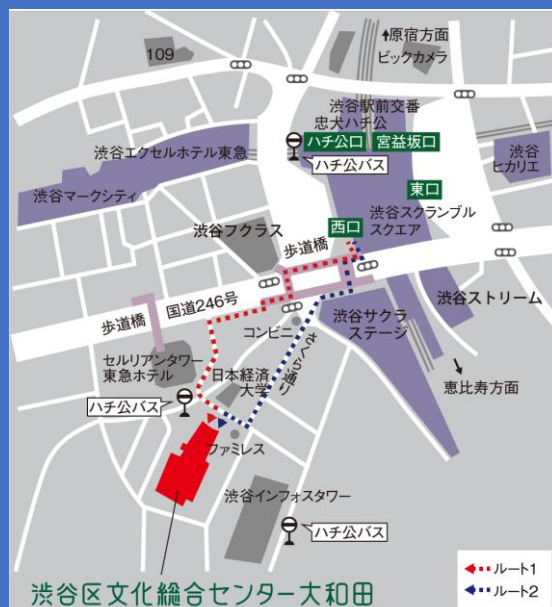 ↑原宿方面
ビックカメラ
109
渋谷駅前交番
忠犬ハチ公
ハチ公口
宮益坂口
渋谷エクセルホテル東急
ハチ公バス
渋谷
ヒカリエ
渋谷マークシティ
東口
渋谷スクランブル
スクエア
西口
渋谷フクラス
歩道橋
国道246号
歩道橋
渋谷ストリーム
コンビニ
渋谷サクラ
ステージ
さくら通り
セルリアンタワー
東急ホテル
日本経済
大学
恵比寿方面
ハチ公バス
ファミレス
渋谷インフォスタワー
ハチ公バス
ルート1
ルート2
渋谷区文化総合センター大和田